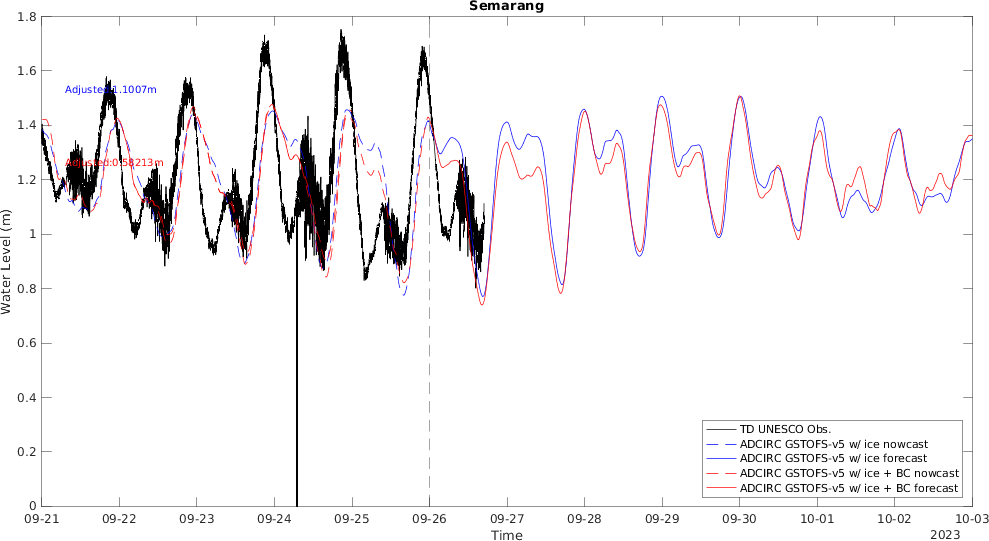 Semarang
1.8
1.6
1.4
1.2
1
0.8
0.6
0.4
0.2
0
Water Level (m)
Adjusted:1.1007m
Adjusted:0.58213m
TD UNESCO Obs.
ADCIRC GSTOFS-v5 w/ ice nowcast
ADCIRC GSTOFS-v5 w/ ice forecast
ADCIRC GSTOFS-v5 w/ ice + BC nowcast
ADCIRC GSTOFS-v5 w/ ice + BC forecast
09-21 09-22 09-23 09-24 09-25 09-26 09-27 09-28 09-29 09-30 10-01 10-02 10-03
Time
2023